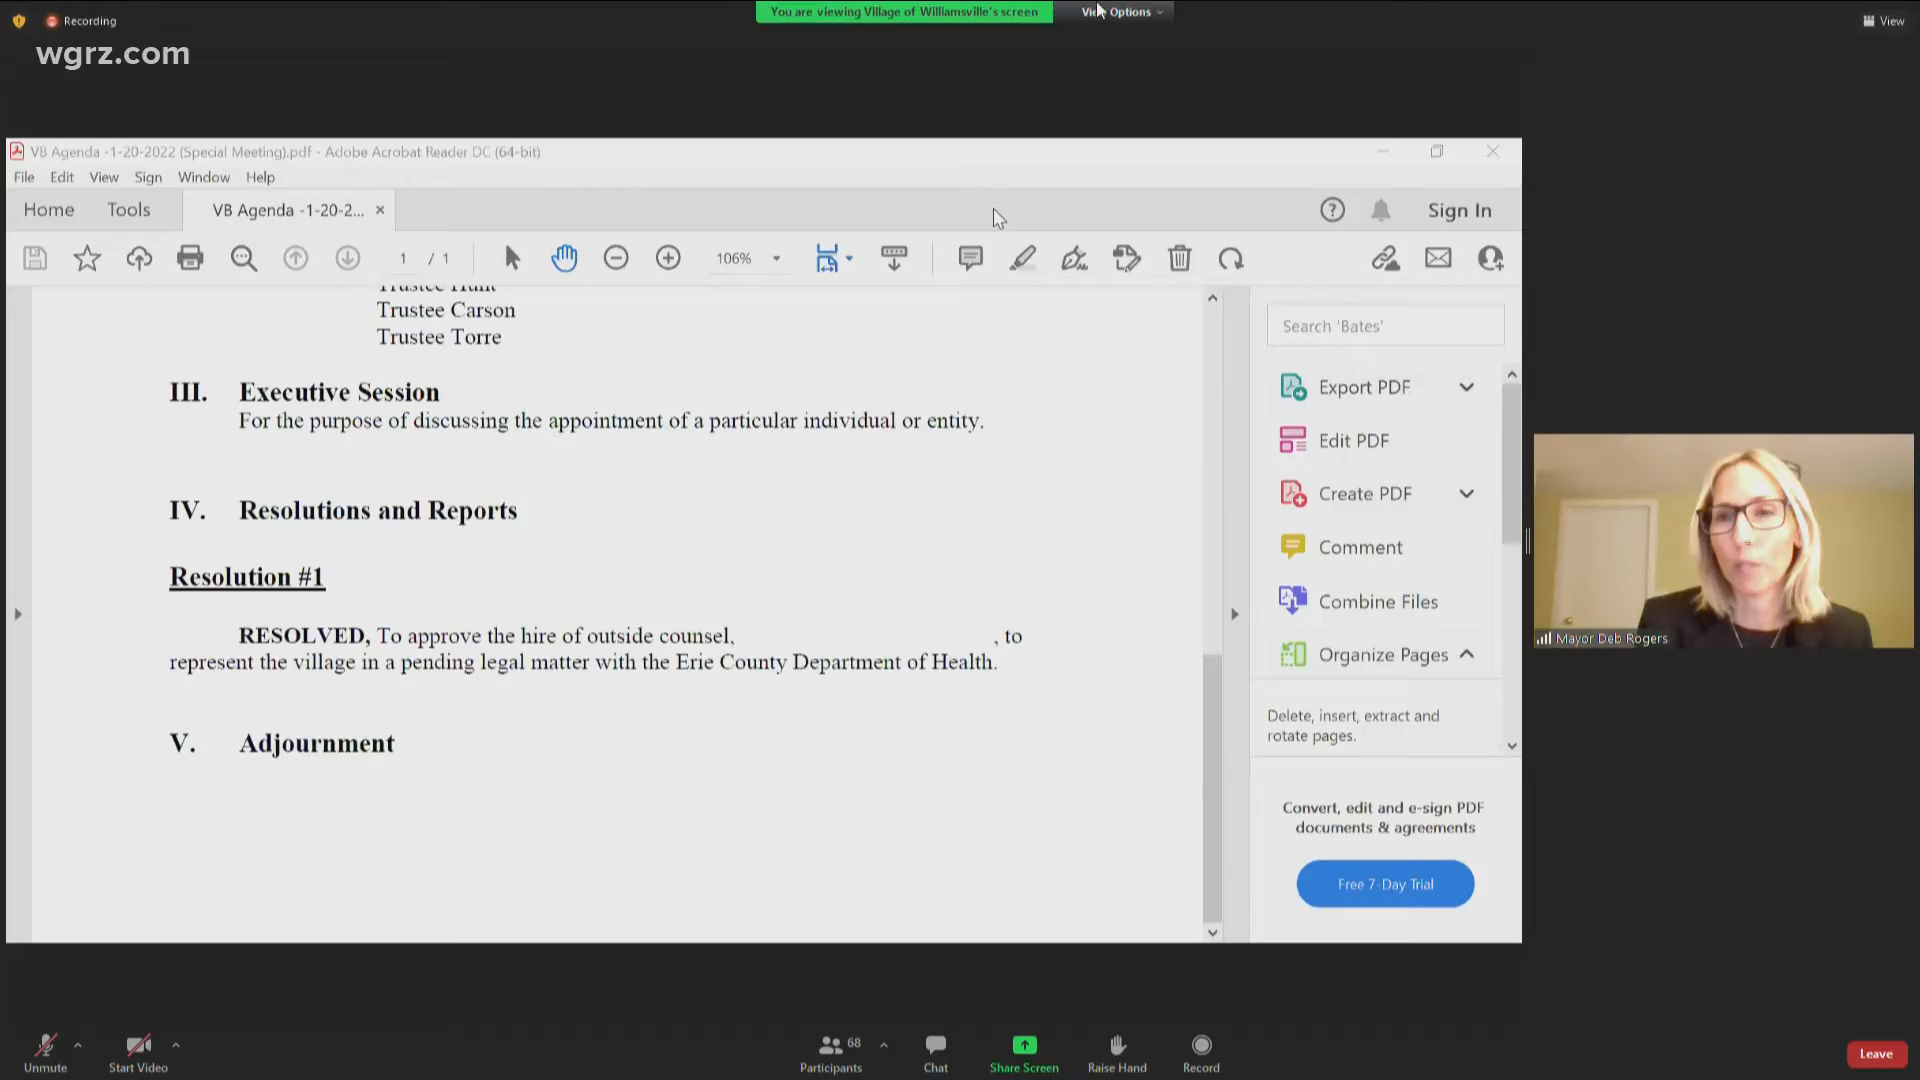 Recording
You are viewing Village of Williamsville's screen
View Options
View
wgrz.com
VB Agenda -1-20-2022 (Special Meeting).pdf - Adobe Acrobat Reader DC (64-bit)
File Edit View Sign Window Help
Home Tools VB Agenda -1-20-2... × Sign In
1 / 1 106%
Trustee Hunt
Trustee Carson
Trustee Torre
III. Executive Session
For the purpose of discussing the appointment of a particular individual or entity.
IV. Resolutions and Reports
Resolution #1
RESOLVED, To approve the hire of outside counsel, , to
represent the village in a pending legal matter with the Erie County Department of Health.
V. Adjournment
Search 'Bates'
Export PDF
Edit PDF
Create PDF
Comment
Combine Files
Organize Pages
Delete, insert, extract and
rotate pages.
Convert, edit and e-sign PDF
documents & agreements
Free 7-Day Trial
Mayor Deb Rogers
Unmute
Start Video
68
Participants
Chat
Share Screen
Raise Hand
Record
Leave